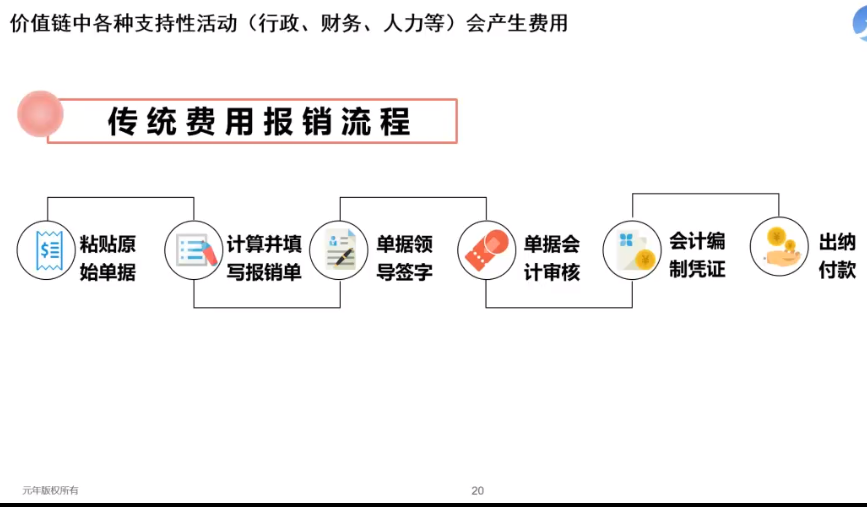 价值链中各种支持性活动（行政、财务、人力等）会产生费用
传统费用报销流程
粘贴原
始单据
计算并填
写报销单
单据领
导签字
单据会
计审核
会计编
制凭证
出纳
付款
元年版权所有
20